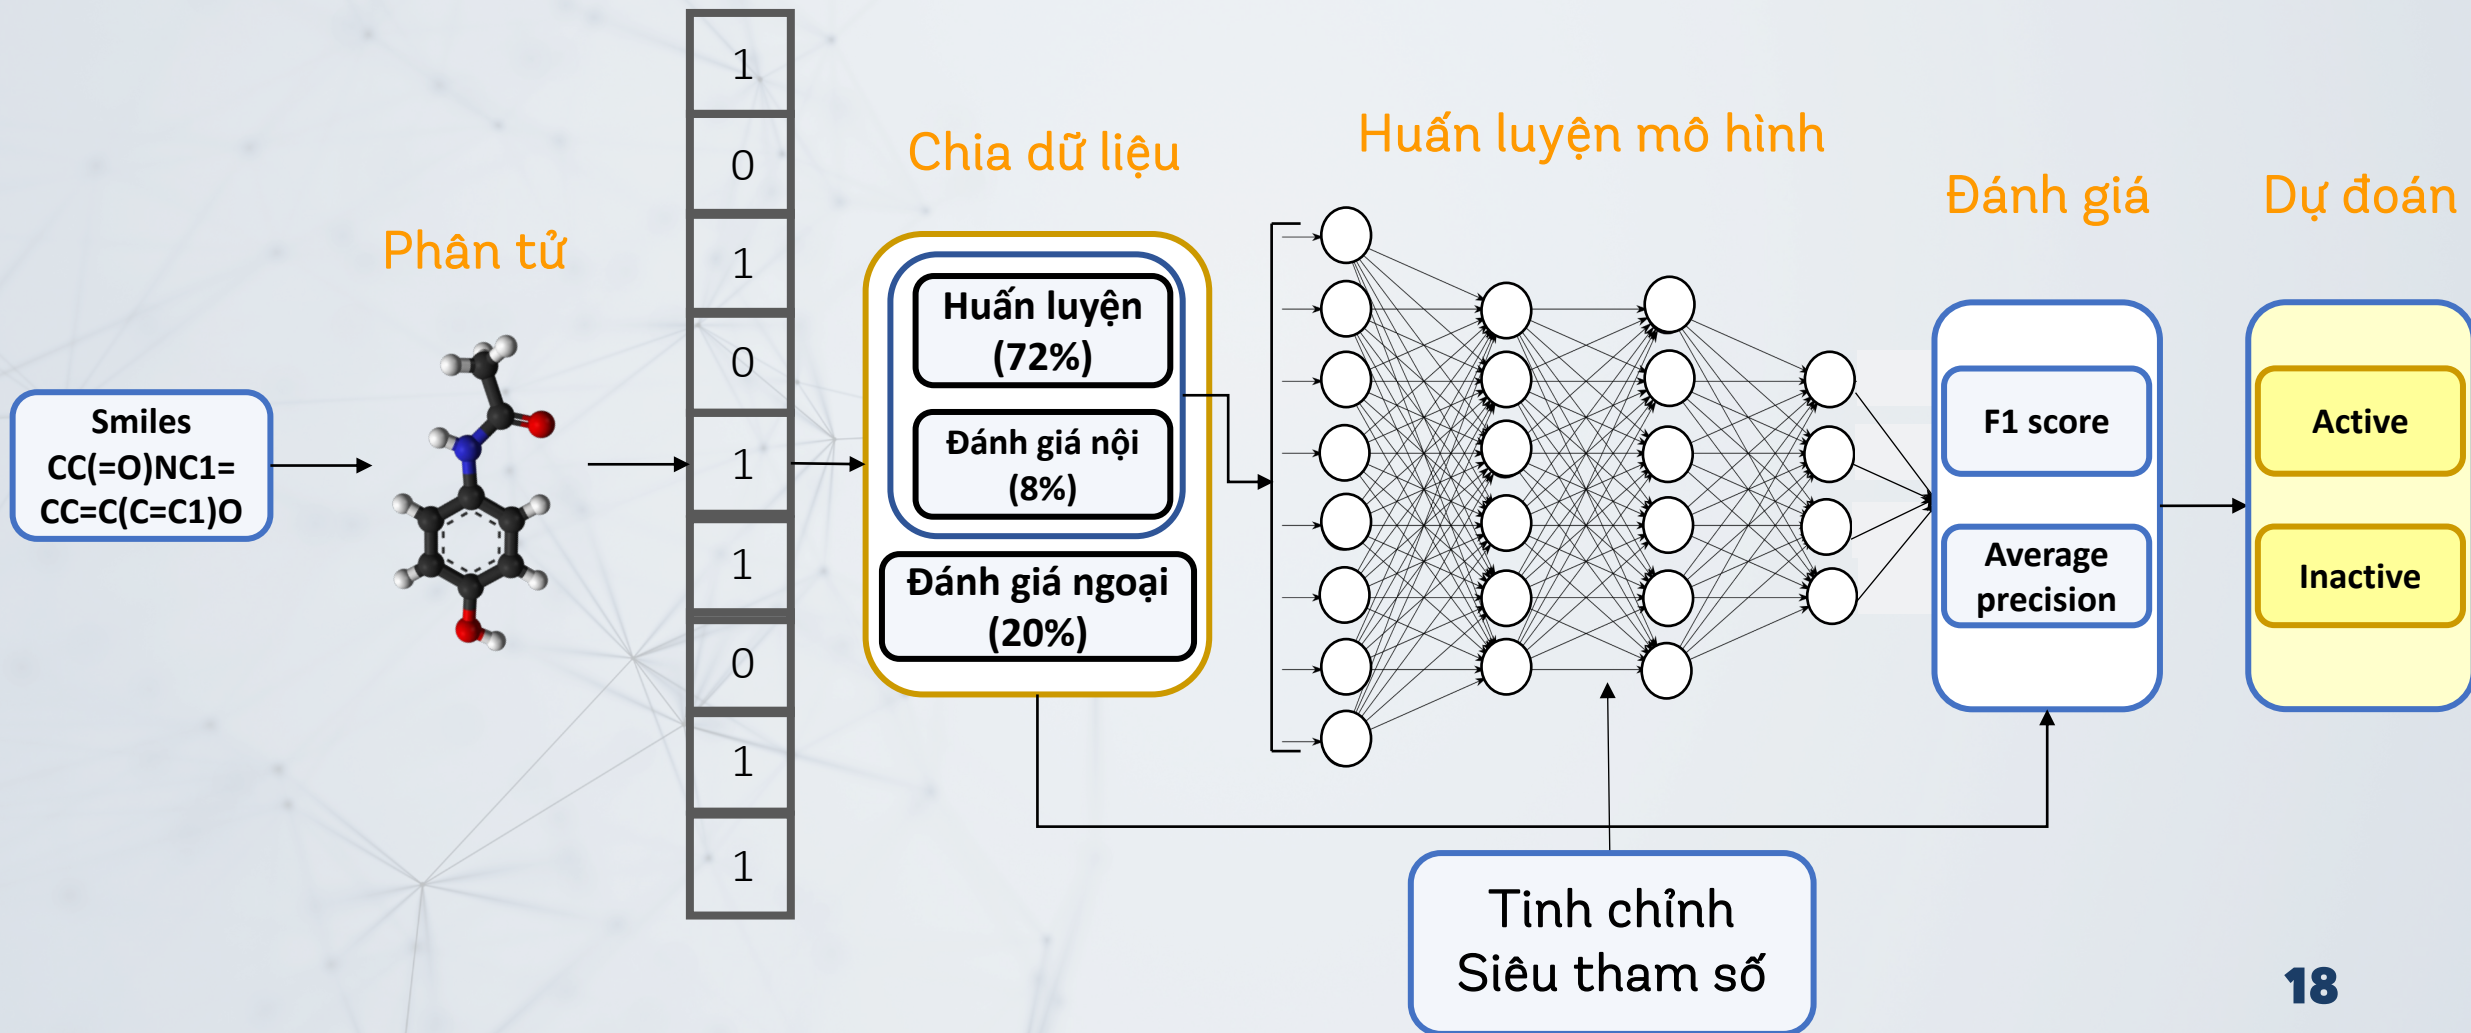 Smiles
CC(=O)NC1=
CC=C(C=C1)O
Phân tử
1
0
1
0
1
1
0
1
1
Chia dữ liệu
Huấn luyện
(72%)
Đánh giá nội
(8%)
Đánh giá ngoại
(20%)
Huấn luyện mô hình
Tinh chỉnh
Siêu tham số
Đánh giá
F1 score
Average
precision
Dự đoán
Active
Inactive
18